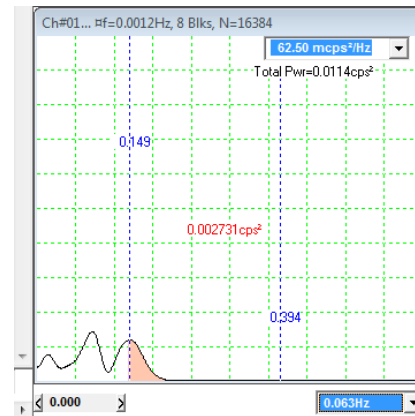 Ch#01... ¤f=0.0012Hz, 8 Blks, N=16384
62.50 mcps²/Hz
Total Pwr=0.0114cps²
0.149
0.002731cps²
0.394
0.000
0.063Hz